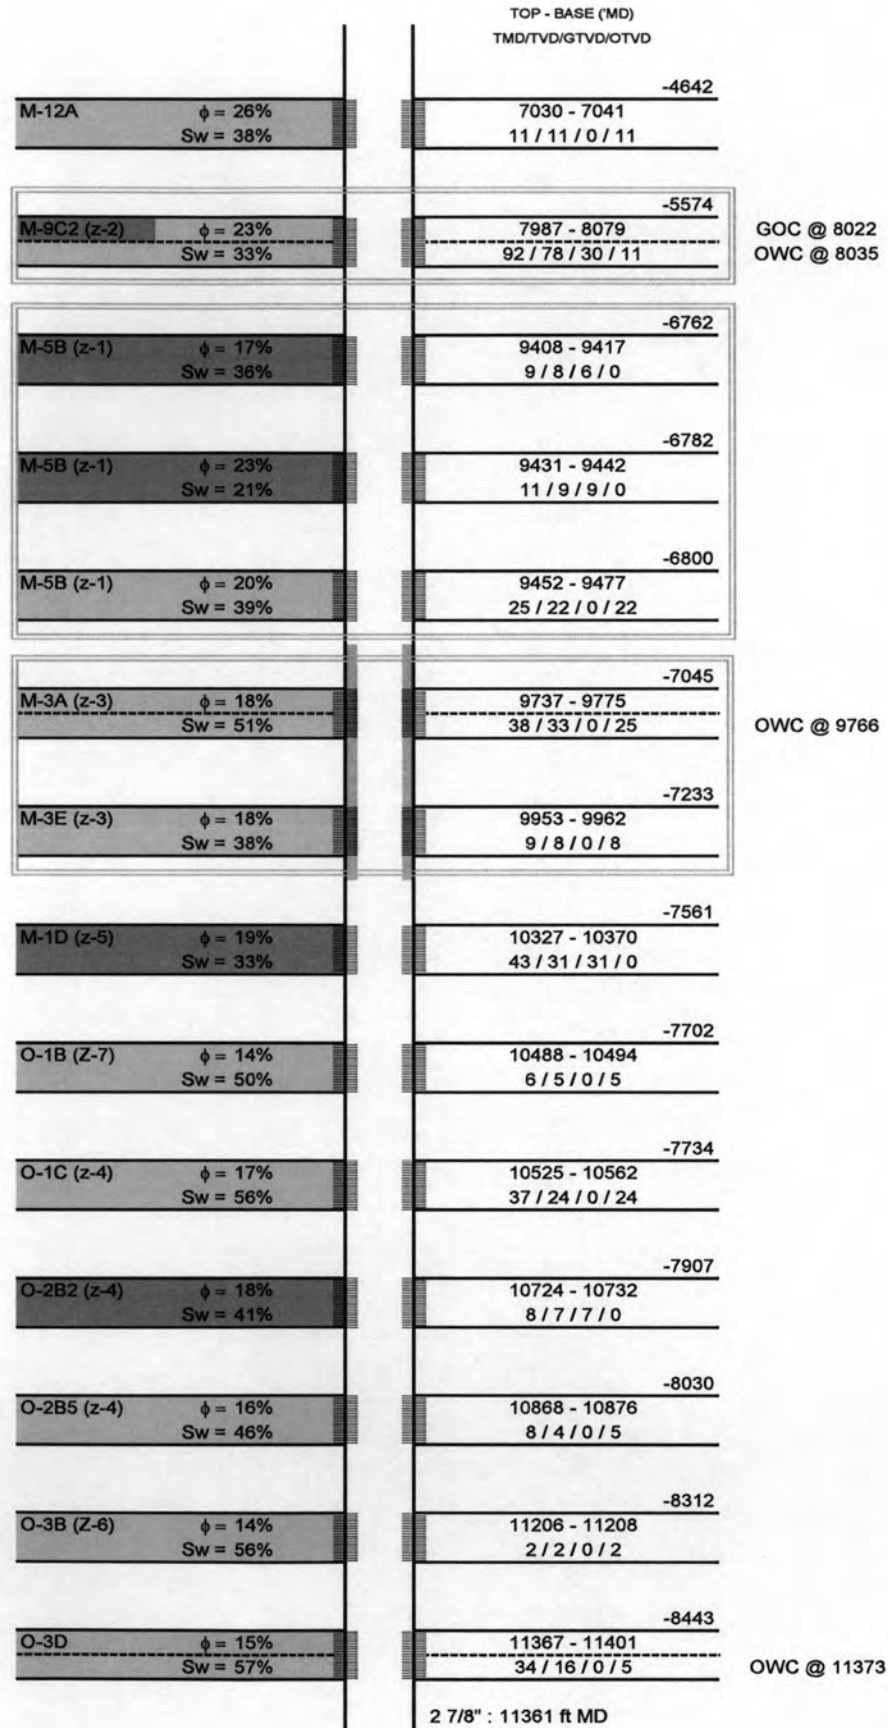 TOP - BASE ('MD)
TMD/TVD/GTVD/OTVD
-4642
M-12A ϕ = 26% 7030 - 7041
Sw = 38% 11 / 11 / 0 / 11
-5574
M-9C2 (z-2) ϕ = 23% 7987 - 8079 GOC @ 8022
Sw = 33% 92 / 78 / 30 / 11 OWC @ 8035
-6762
M-5B (z-1) ϕ = 17% 9408 - 9417
Sw = 36% 9 / 8 / 6 / 0
-6782
M-5B (z-1) ϕ = 23% 9431 - 9442
Sw = 21% 11 / 9 / 9 / 0
-6800
M-5B (z-1) ϕ = 20% 9452 - 9477
Sw = 39% 25 / 22 / 0 / 22
-7045
M-3A (z-3) ϕ = 18% 9737 - 9775
Sw = 51% 38 / 33 / 0 / 25 OWC @ 9766
-7233
M-3E (z-3) ϕ = 18% 9953 - 9962
Sw = 38% 9 / 8 / 0 / 8
-7561
M-1D (z-5) ϕ = 19% 10327 - 10370
Sw = 33% 43 / 31 / 31 / 0
-7702
O-1B (Z-7) ϕ = 14% 10488 - 10494
Sw = 50% 6 / 5 / 0 / 5
-7734
O-1C (z-4) ϕ = 17% 10525 - 10562
Sw = 56% 37 / 24 / 0 / 24
-7907
O-2B2 (z-4) ϕ = 18% 10724 - 10732
Sw = 41% 8 / 7 / 7 / 0
-8030
O-2B5 (z-4) ϕ = 16% 10868 - 10876
Sw = 46% 8 / 4 / 0 / 5
-8312
O-3B (Z-6) ϕ = 14% 11206 - 11208
Sw = 56% 2 / 2 / 0 / 2
-8443
O-3D ϕ = 15% 11367 - 11401
Sw = 57% 34 / 16 / 0 / 5 OWC @ 11373
2 7/8" : 11361 ft MD